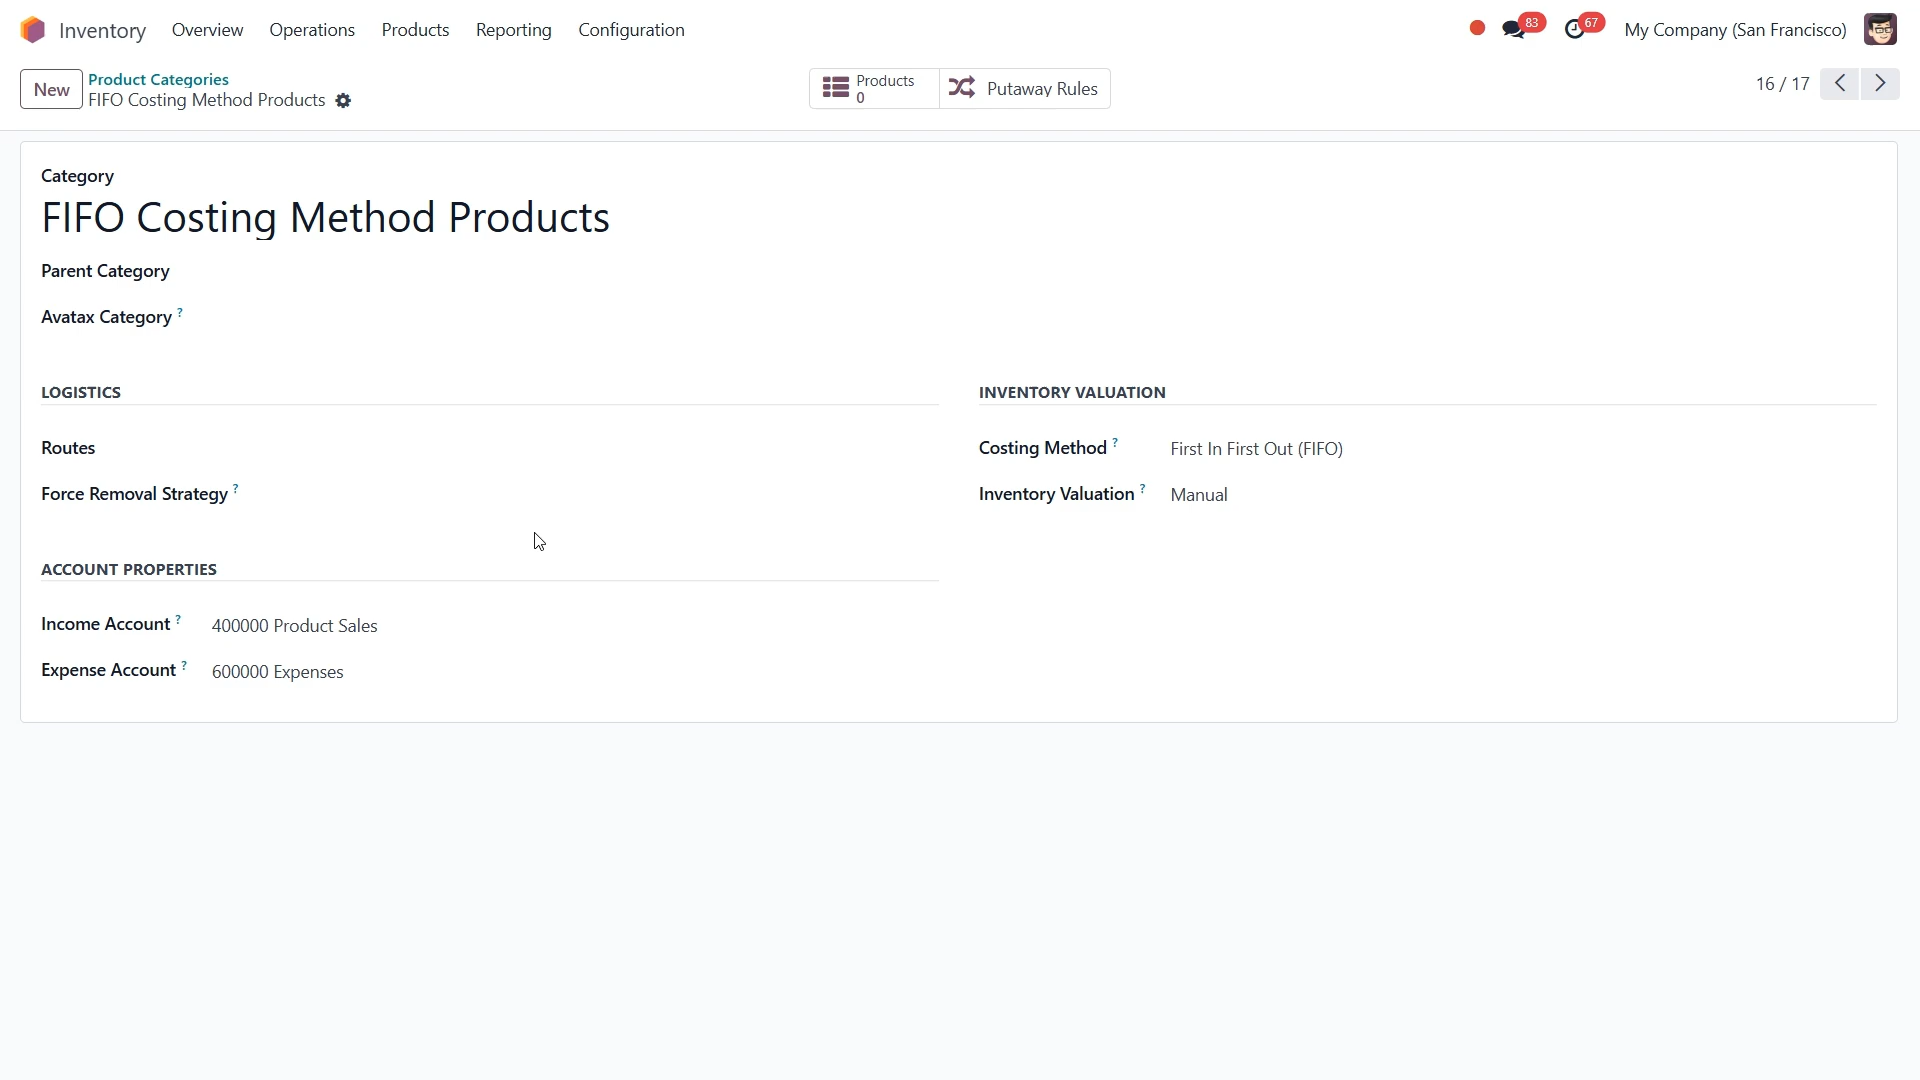 Inventory Overview Operations Products Reporting Configuration 83 67 My Company (San Francisco)
New Product Categories
FIFO Costing Method Products
Products
0
Putaway Rules
16 / 17
Category
FIFO Costing Method Products
Parent Category
Avatax Category ?
LOGISTICS
Routes
Force Removal Strategy ?
INVENTORY VALUATION
Costing Method ? First In First Out (FIFO)
Inventory Valuation ? Manual
ACCOUNT PROPERTIES
Income Account ? 400000 Product Sales
Expense Account ? 600000 Expenses